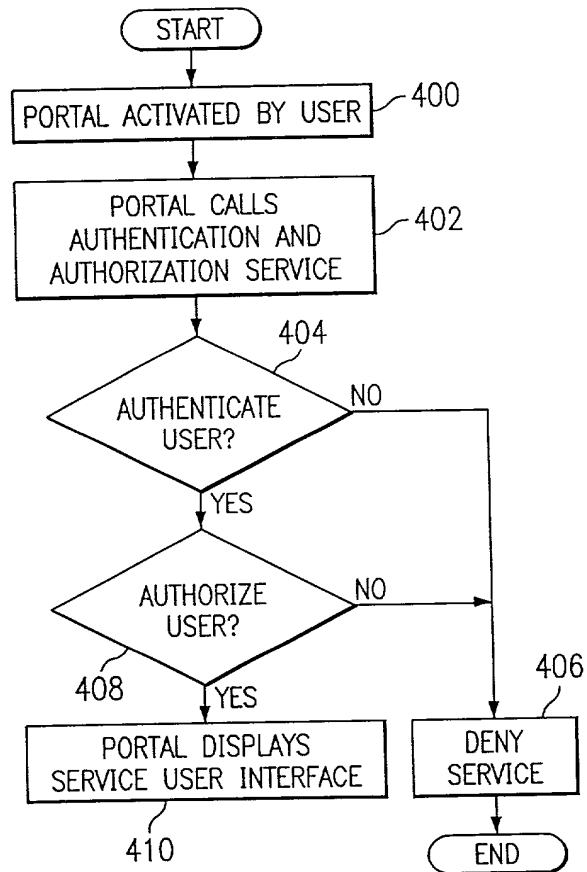 START
PORTAL ACTIVATED BY USER
400
PORTAL CALLS
AUTHENTICATION AND
AUTHORIZATION SERVICE
402
404
AUTHENTICATE
USER?
NO
YES
AUTHORIZE
USER?
NO
408
YES
406
PORTAL DISPLAYS
SERVICE USER INTERFACE
410
DENY
SERVICE
END